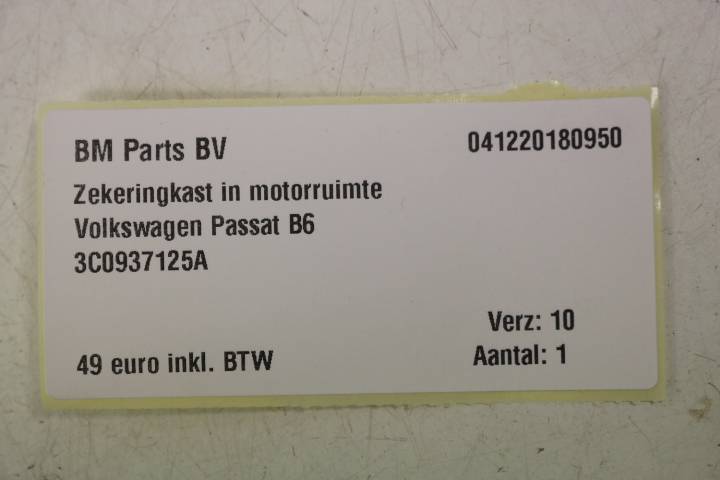 BM Parts BV
041220180950
Zekeringkast in motorruimte
Volkswagen Passat B6
3C0937125A
Verz: 10
49 euro inkl. BTW
Aantal: 1